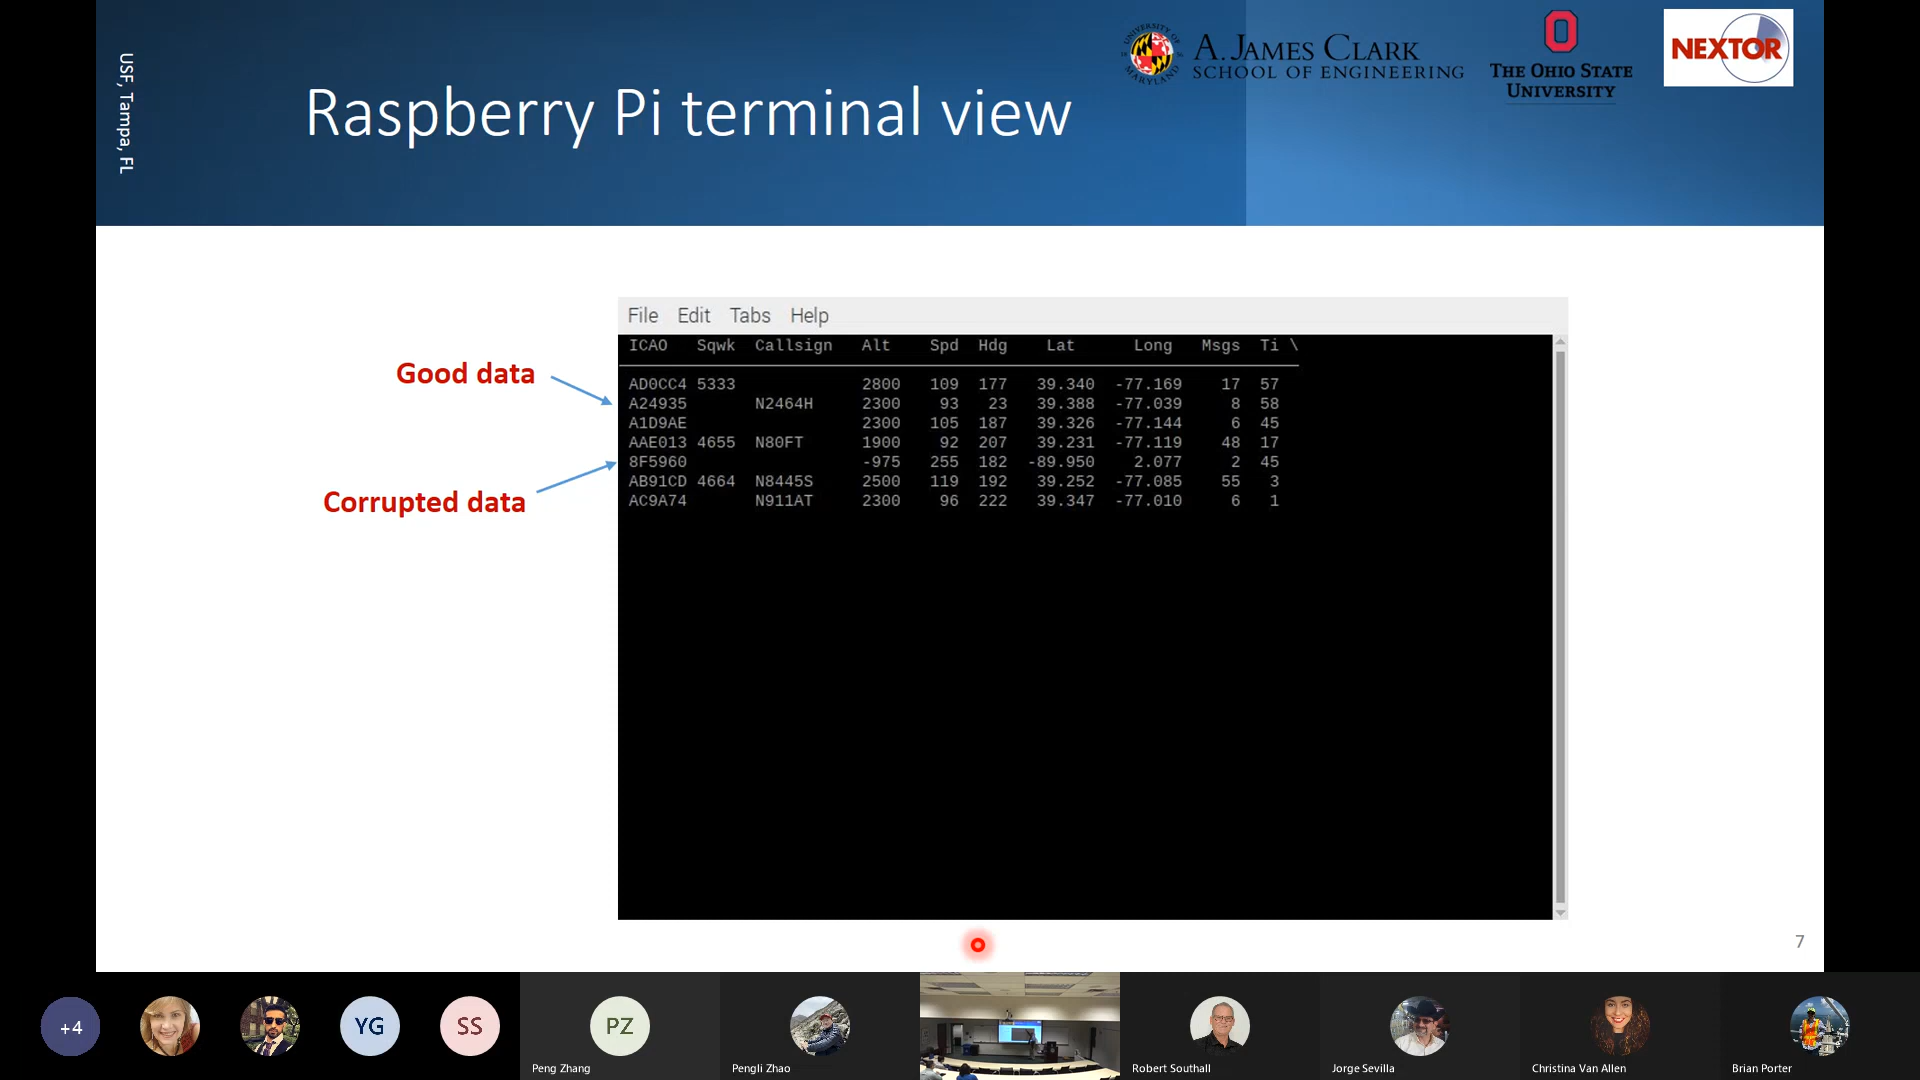 USF, Tampa, FL
Raspberry Pi terminal view
UNIVERSITY OF
MARYLAND
A. JAMES CLARK
SCHOOL OF ENGINEERING
THE OHIO STATE
UNIVERSITY
NEXTOR
Good data
Corrupted data
File Edit Tabs Help
ICAO Sqwk Callsign Alt Spd Hdg Lat Long Msgs Ti \
AD0CC4 5333 2800 109 177 39.340 -77.169 17 57
A24935 N2464H 2300 93 23 39.388 -77.039 8 58
A1D9AE 2300 105 187 39.326 -77.144 6 45
AAE013 4655 N80FT 1900 92 207 39.231 -77.119 48 17
8F5960 -975 255 182 -89.950 2.077 2 45
AB91CD 4664 N8445S 2500 119 192 39.252 -77.085 55 3
AC9A74 N911AT 2300 96 222 39.347 -77.010 6 1
7
+4
YG
SS
PZ
Peng Zhang
Pengli Zhao
Robert Southall
Jorge Sevilla
Christina Van Allen
Brian Porter